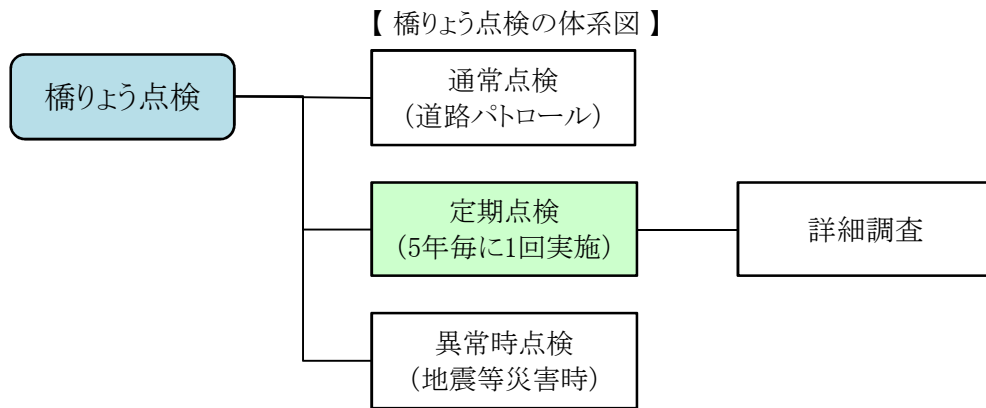 【 橋りょう点検の体系図 】
橋りょう点検
通常点検
(道路パトロール)
定期点検
(5年毎に1回実施)
詳細調査
異常時点検
(地震等災害時)